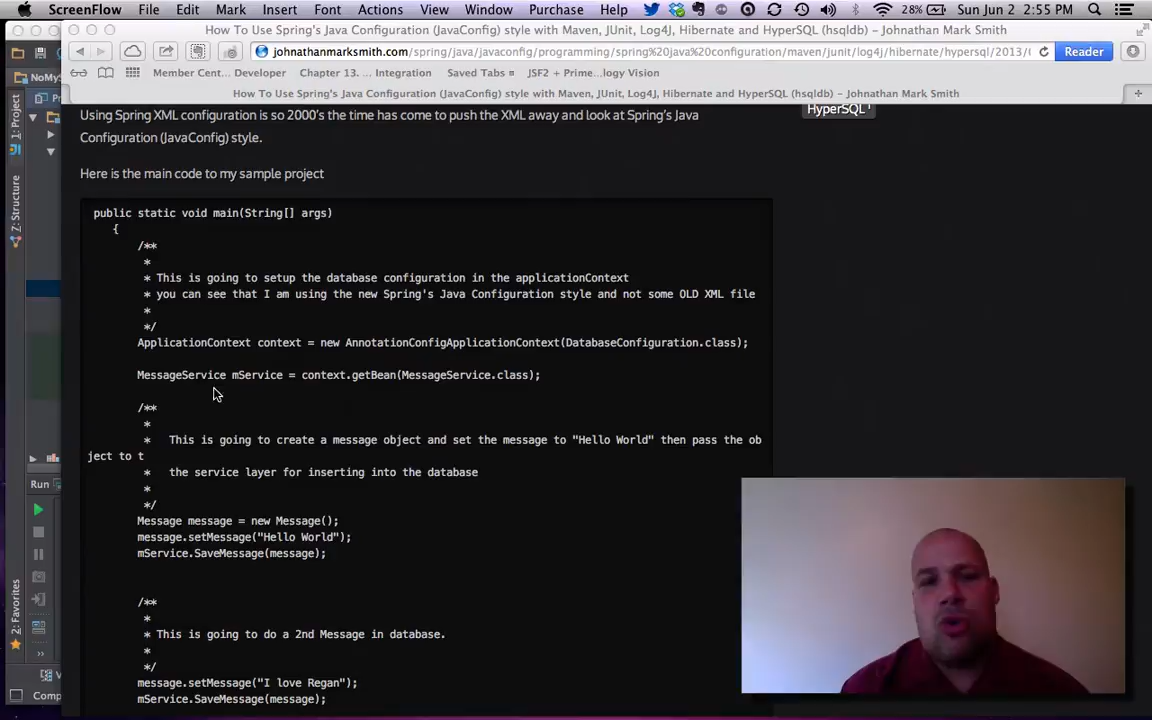 ScreenFlow File Edit Mark Insert Font Actions View Window Purchase Help 28% Sun Jun 2 2:55 PM
How To Use Spring's Java Configuration (JavaConfig) style with Maven, JUnit, Log4J, Hibernate and HyperSQL (hsqldb) – Johnathan Mark Smith
johnathanmarksmith.com/spring/java/javaconfig/programming/spring%20java%20configuration/maven/junit/log4j/hibernate/hypersql/2013/ Reader
Member Cent... Developer Chapter 13. ... Integration Saved Tabs JSF2 + Prime...logy Vision
How To Use Spring's Java Configuration (JavaConfig) style with Maven, JUnit, Log4J, Hibernate and HyperSQL (hsqldb) – Johnathan Mark Smith
NoMy
1: Project
Z: Structure
Run
2: Favorites
Comp
HyperSQL
Using Spring XML configuration is so 2000's the time has come to push the XML away and look at Spring's Java
Configuration (JavaConfig) style.
Here is the main code to my sample project
public static void main(String[] args)
{
/**
*
* This is going to setup the database configuration in the applicationContext
* you can see that I am using the new Spring's Java Configuration style and not some OLD XML file
*
*/
ApplicationContext context = new AnnotationConfigApplicationContext(DatabaseConfiguration.class);
MessageService mService = context.getBean(MessageService.class);
/**
*
* This is going to create a message object and set the message to "Hello World" then pass the ob
ject to t
* the service layer for inserting into the database
*
*/
Message message = new Message();
message.setMessage("Hello World");
mService.SaveMessage(message);
/**
*
* This is going to do a 2nd Message in database.
*
*/
message.setMessage("I love Regan");
mService.SaveMessage(message);